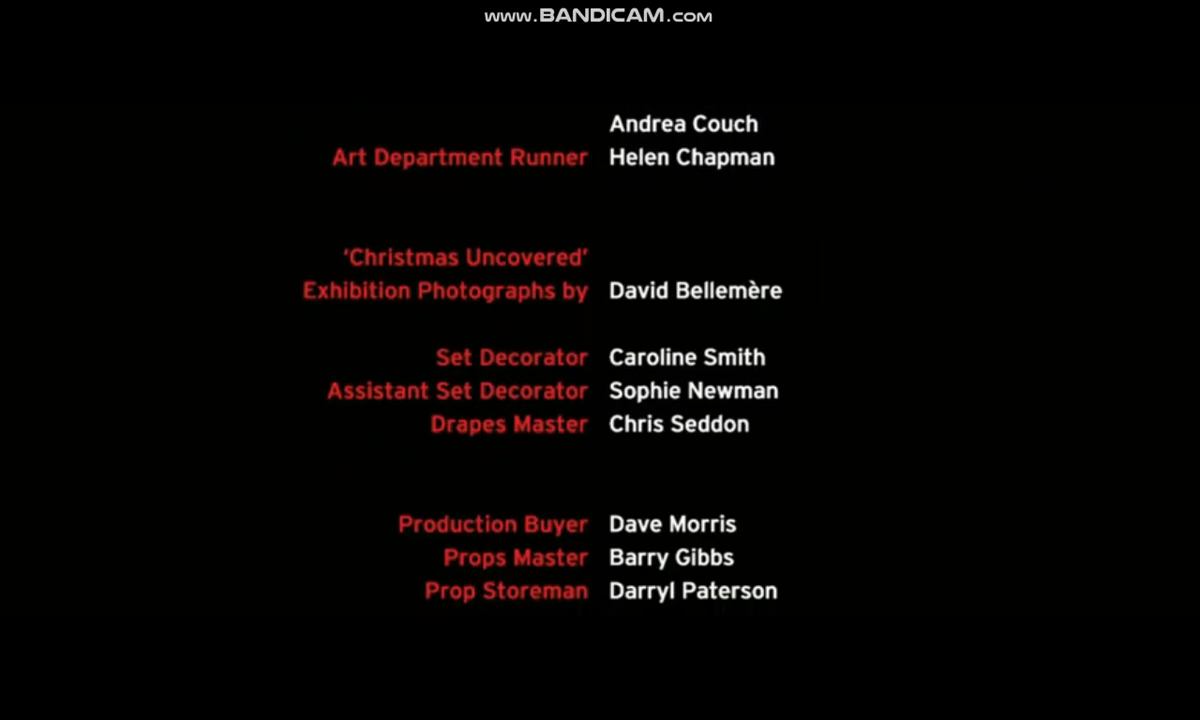 www.BANDICAM.com
Andrea Couch
Art Department Runner Helen Chapman
‘Christmas Uncovered’
Exhibition Photographs by David Bellemère
Set Decorator Caroline Smith
Assistant Set Decorator Sophie Newman
Drapes Master Chris Seddon
Production Buyer Dave Morris
Props Master Barry Gibbs
Prop Storeman Darryl Paterson